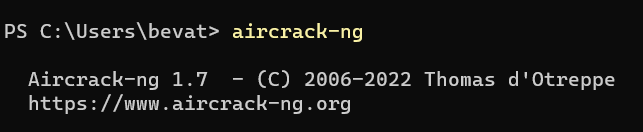 PS C:\Users\bevat> aircrack-ng
Aircrack-ng 1.7  - (C) 2006-2022 Thomas d'Otreppe
https://www.aircrack-ng.org